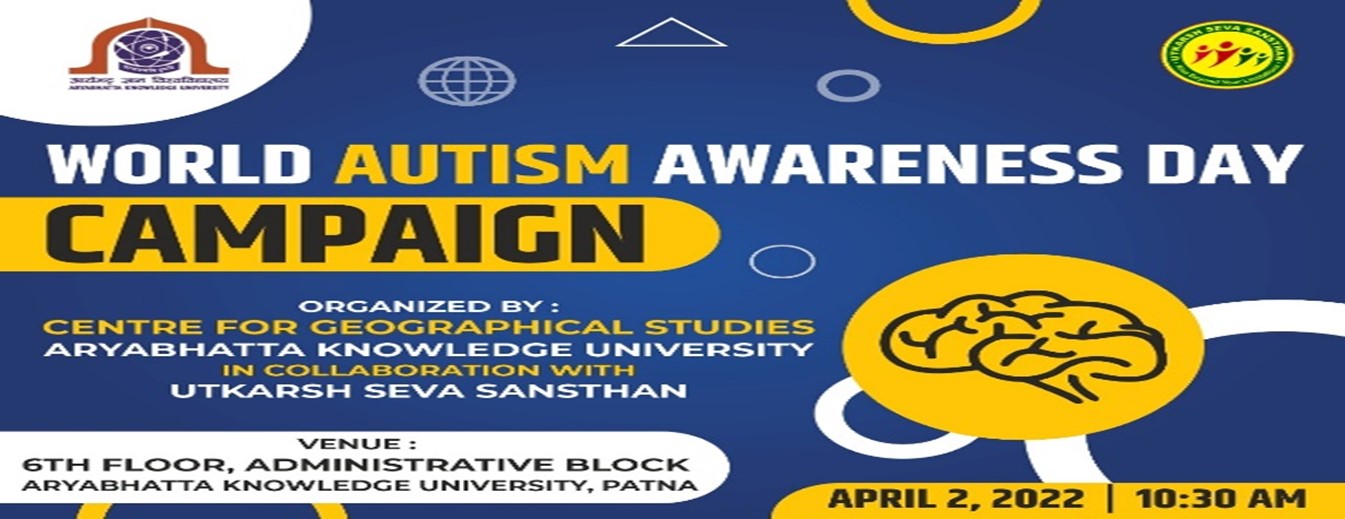 आर्यभट्ट ज्ञान विश्वविद्यालय
ARYABHATTA KNOWLEDGE UNIVERSITY
UTKARSH SEVA SANSTHAN
WORLD AUTISM AWARENESS DAY
CAMPAIGN
ORGANIZED BY :
CENTRE FOR GEOGRAPHICAL STUDIES
ARYABHATTA KNOWLEDGE UNIVERSITY
IN COLLABORATION WITH
UTKARSH SEVA SANSTHAN
VENUE :
6TH FLOOR, ADMINISTRATIVE BLOCK
ARYABHATTA KNOWLEDGE UNIVERSITY, PATNA
APRIL 2, 2022 | 10:30 AM